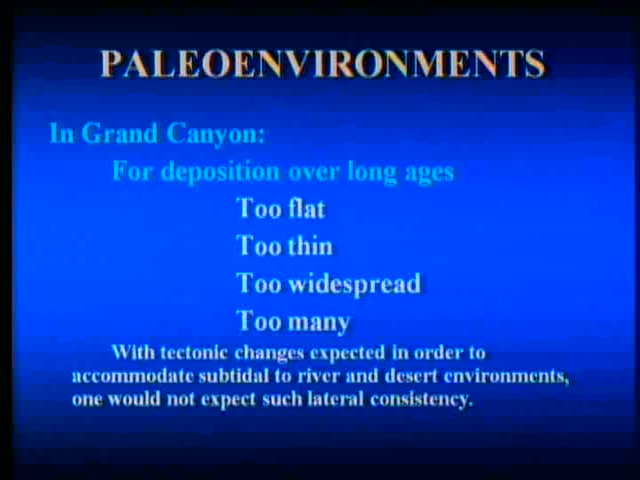 PALEOENVIRONMENTS
In Grand Canyon:
For deposition over long ages
Too flat
Too thin
Too widespread
Too many
With tectonic changes expected in order to
accommodate subtidal to river and desert environments,
one would not expect such lateral consistency.